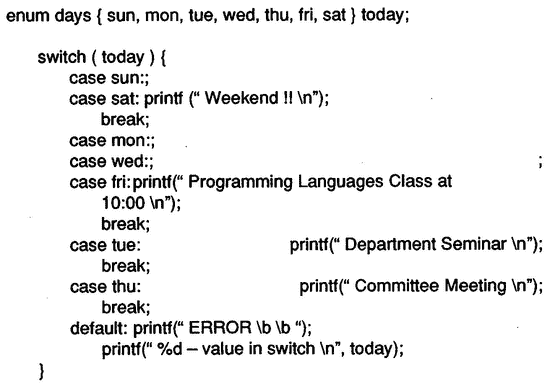 enum days { sun, mon, tue, wed, thu, fri, sat } today;
switch ( today ) {
case sun:;
case sat: printf (“ Weekend !! \n”);
break;
case mon:;
case wed:; ;
case fri:printf(“ Programming Languages Class at
10:00 \n”);
break;
case tue: printf(“ Department Seminar \n”);
break;
case thu: printf(“ Committee Meeting \n”);
break;
default: printf(“ ERROR \b \b “);
printf(“ %d – value in switch \n”, today);
}